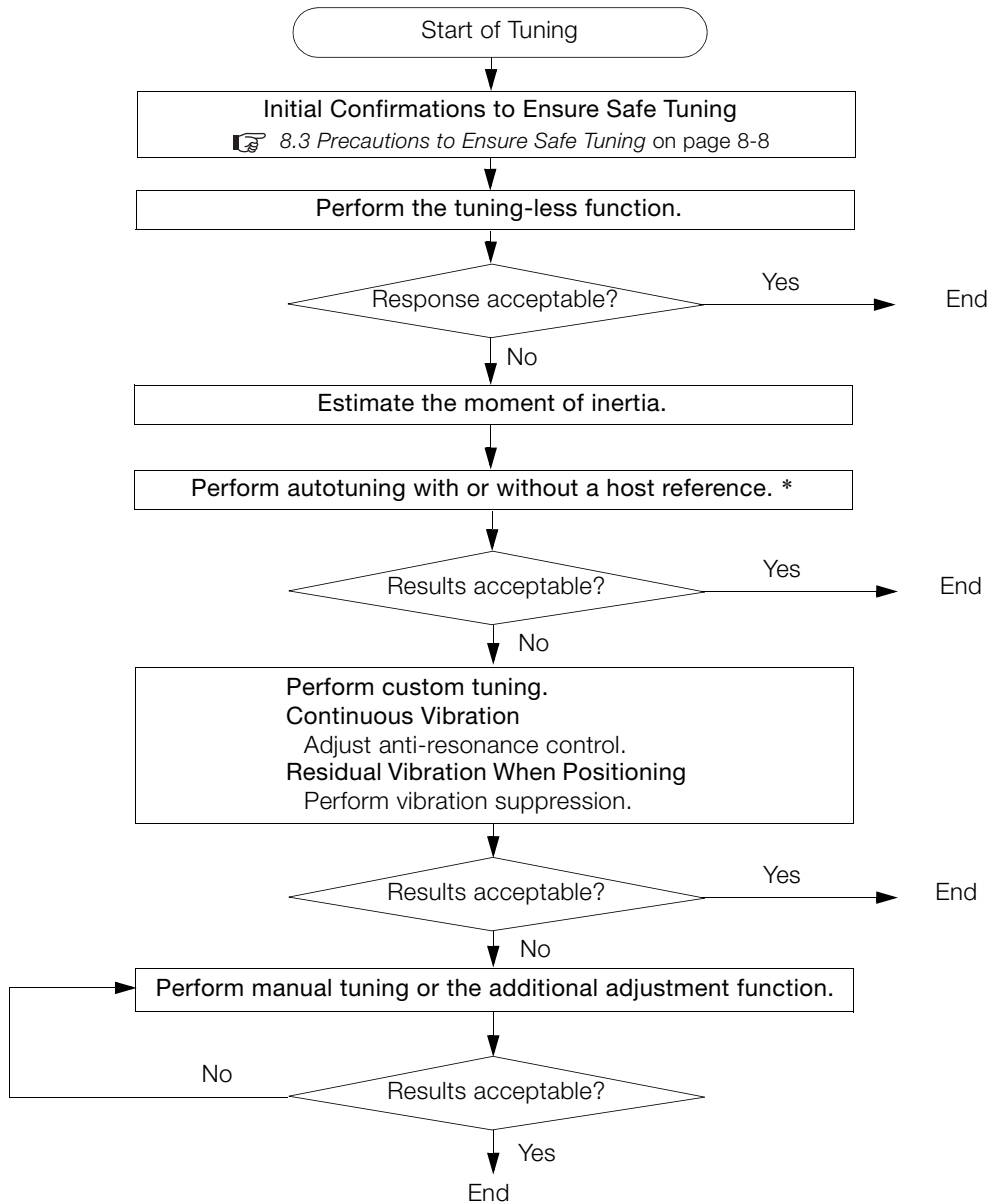 Start of Tuning
Initial Confirmations to Ensure Safe Tuning
8.3 Precautions to Ensure Safe Tuning on page 8-8
Perform the tuning-less function.
Response acceptable?
Yes
End
No
Estimate the moment of inertia.
Perform autotuning with or without a host reference. *
Results acceptable?
Yes
End
No
Perform custom tuning.
Continuous Vibration
Adjust anti-resonance control.
Residual Vibration When Positioning
Perform vibration suppression.
Results acceptable?
Yes
End
No
Perform manual tuning or the additional adjustment function.
No
Results acceptable?
Yes
End